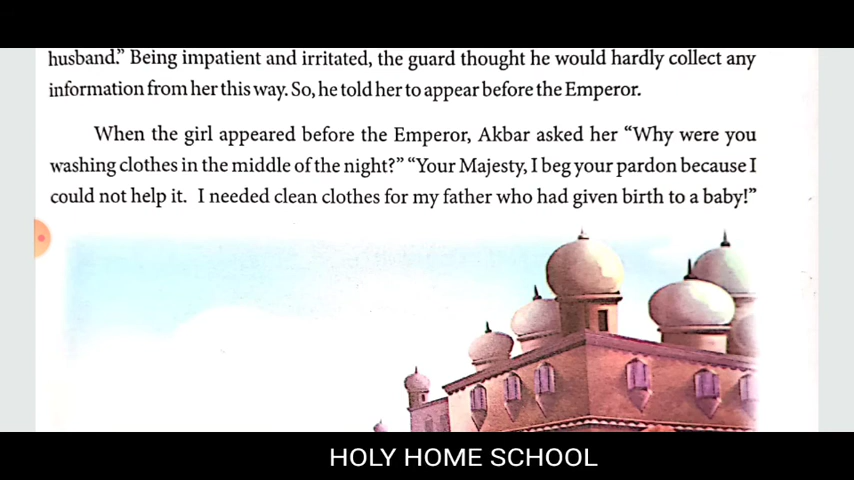 husband.” Being impatient and irritated, the guard thought he would hardly collect any
information from her this way. So, he told her to appear before the Emperor.
When the girl appeared before the Emperor, Akbar asked her “Why were you
washing clothes in the middle of the night?” “Your Majesty, I beg your pardon because I
could not help it. I needed clean clothes for my father who had given birth to a baby!”
HOLY HOME SCHOOL